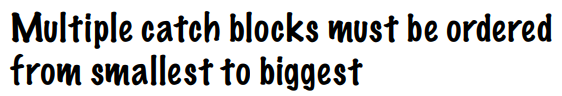 Multiple catch blocks must be ordered
from smallest to biggest